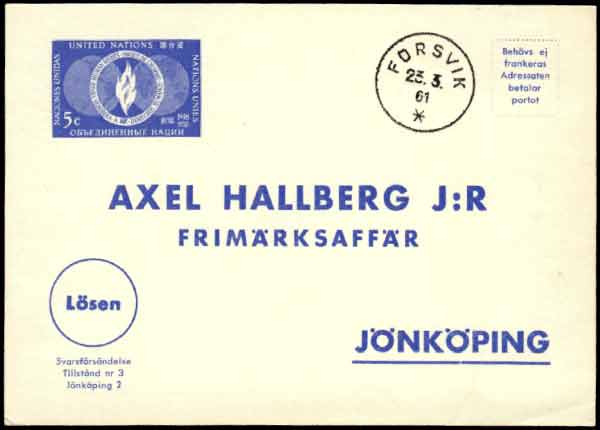 UNITED NATIONS
NACIONES UNIDAS
NATIONS UNIES
5c
ОБЪЕДИНЕННЫЕ НАЦИИ
FORSVIK
23. 3.
61
*
Behövs ej
frankeras
Adressaten
betalar
portot
AXEL HALLBERG J:R
FRIMÄRKSAFFÄR
Lösen
JÖNKÖPING
Svarsförsändelse
Tillstånd nr 3
Jönköping 2